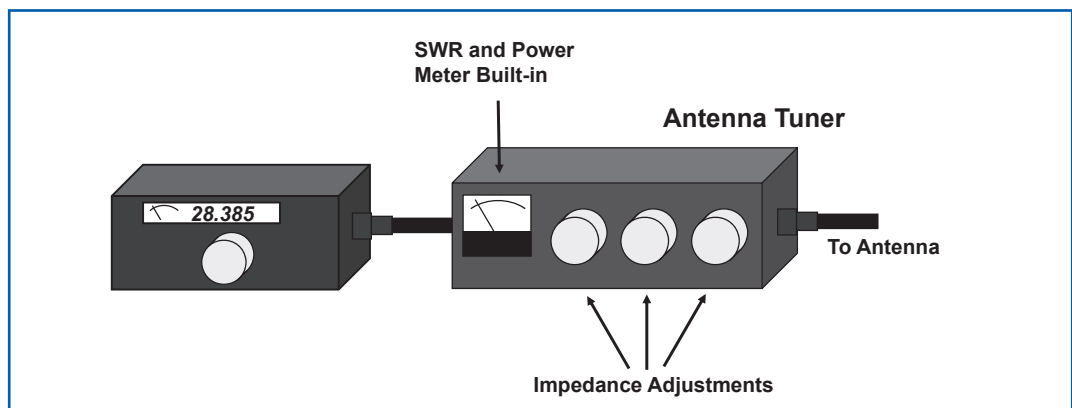 SWR and Power
Meter Built-in
Antenna Tuner
28.385
To Antenna
Impedance Adjustments